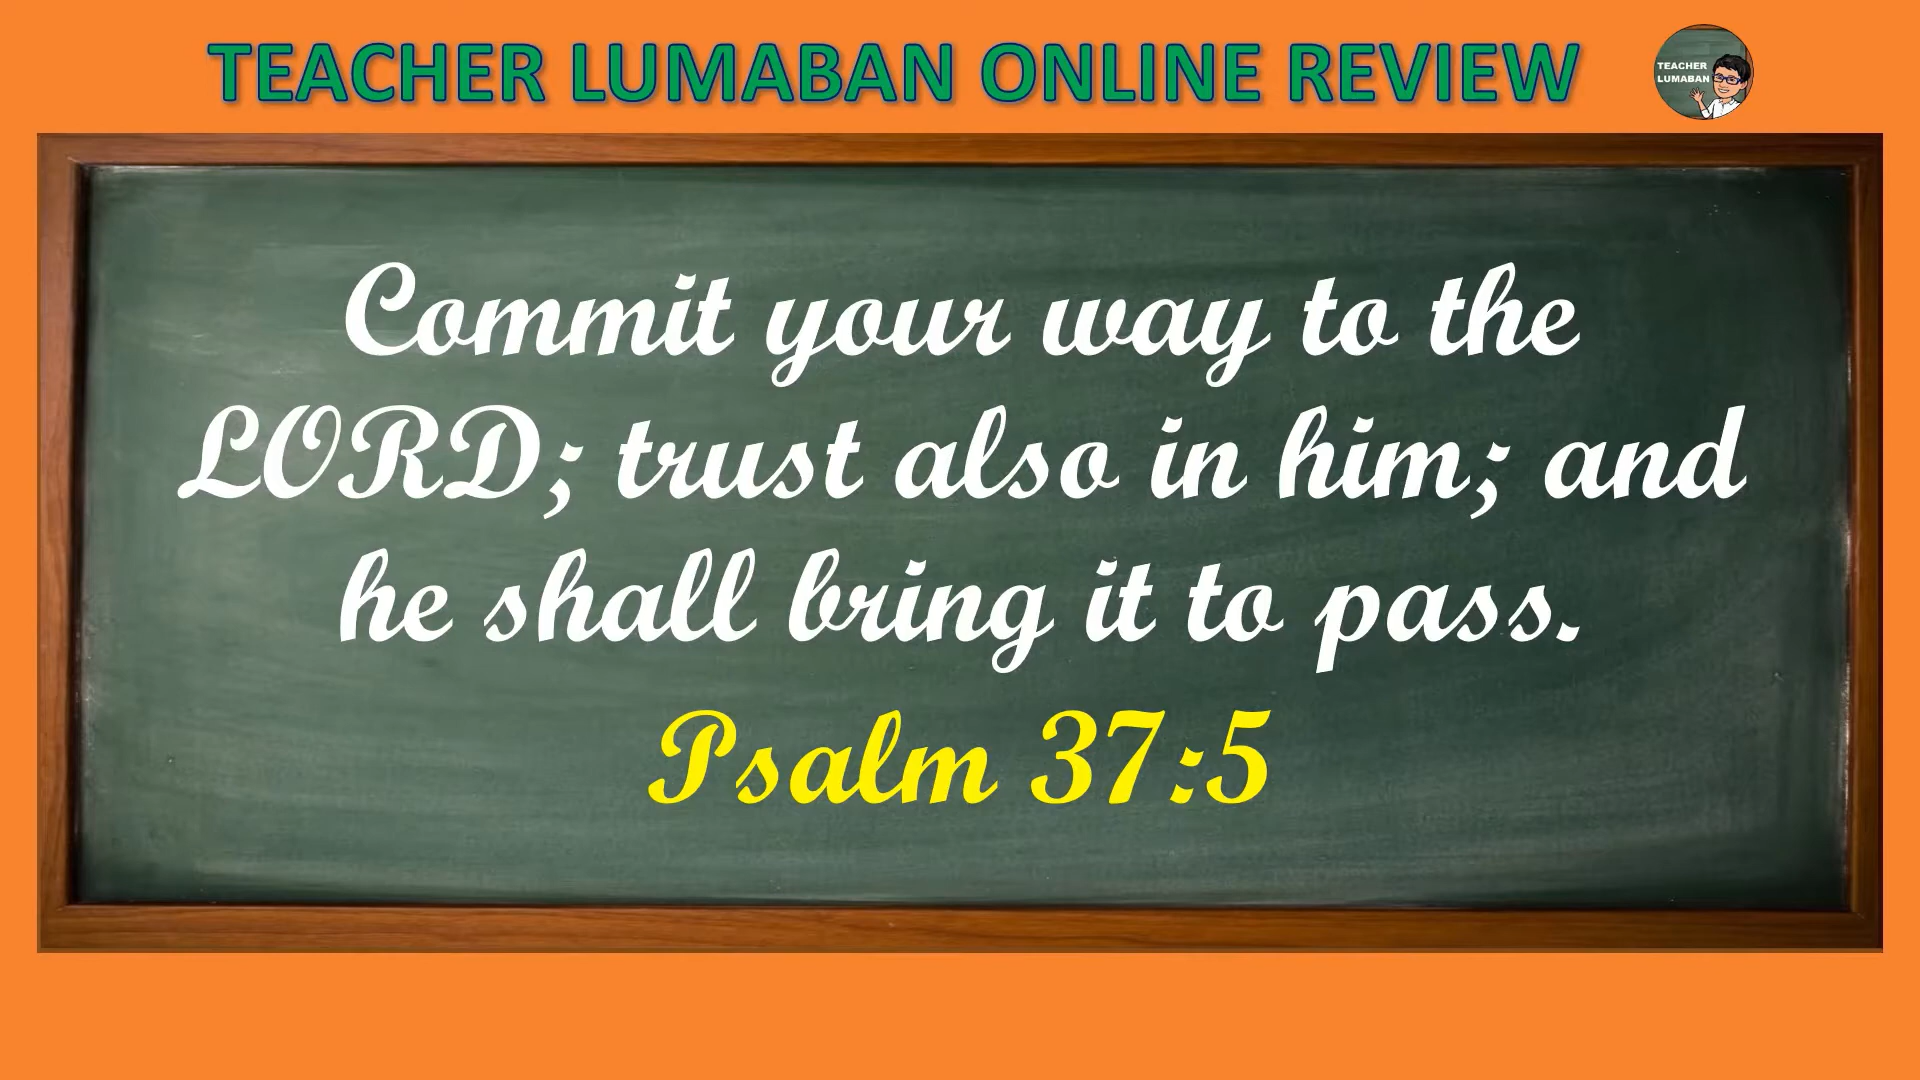 TEACHER LUMABAN ONLINE REVIEW
TEACHER
LUMABAN
Commit your way to the
LORD; trust also in him; and
he shall bring it to pass.
Psalm 37:5